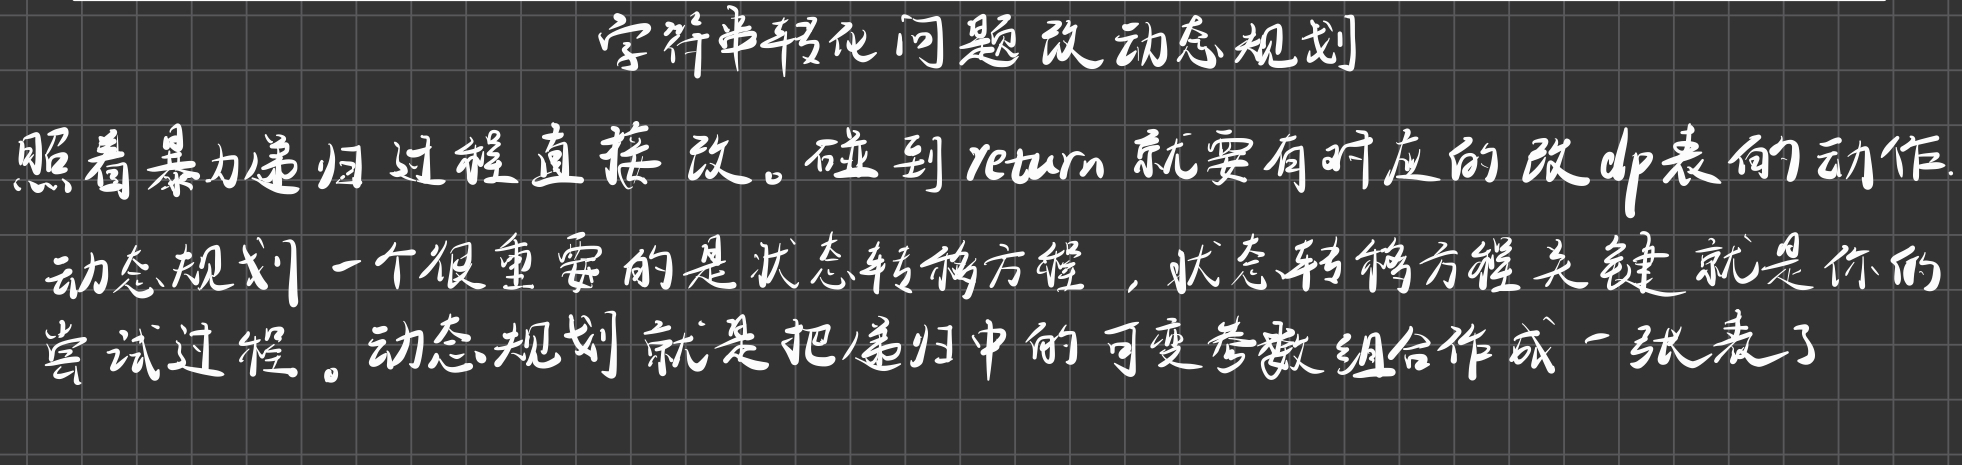 字符串转化问题改动态规划
照着暴力递归过程直接改。碰到return就要有对应的改dp表的动作.
动态规划一个很重要的是状态转移方程，状态转移方程关键就是你的
尝试过程。动态规划就是把递归中的可变参数组合作成一张表了